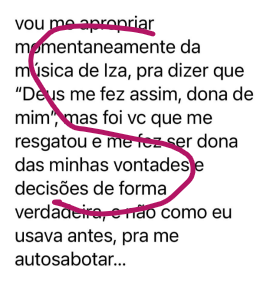 vou me apropriar
momentaneamente da
música de Iza, pra dizer que
“Deus me fez assim, dona de
mim”, mas foi vc que me
resgatou e me fez ser dona
das minhas vontades e
decisões de forma
verdadeira, e não como eu
usava antes, pra me
autosabotar...